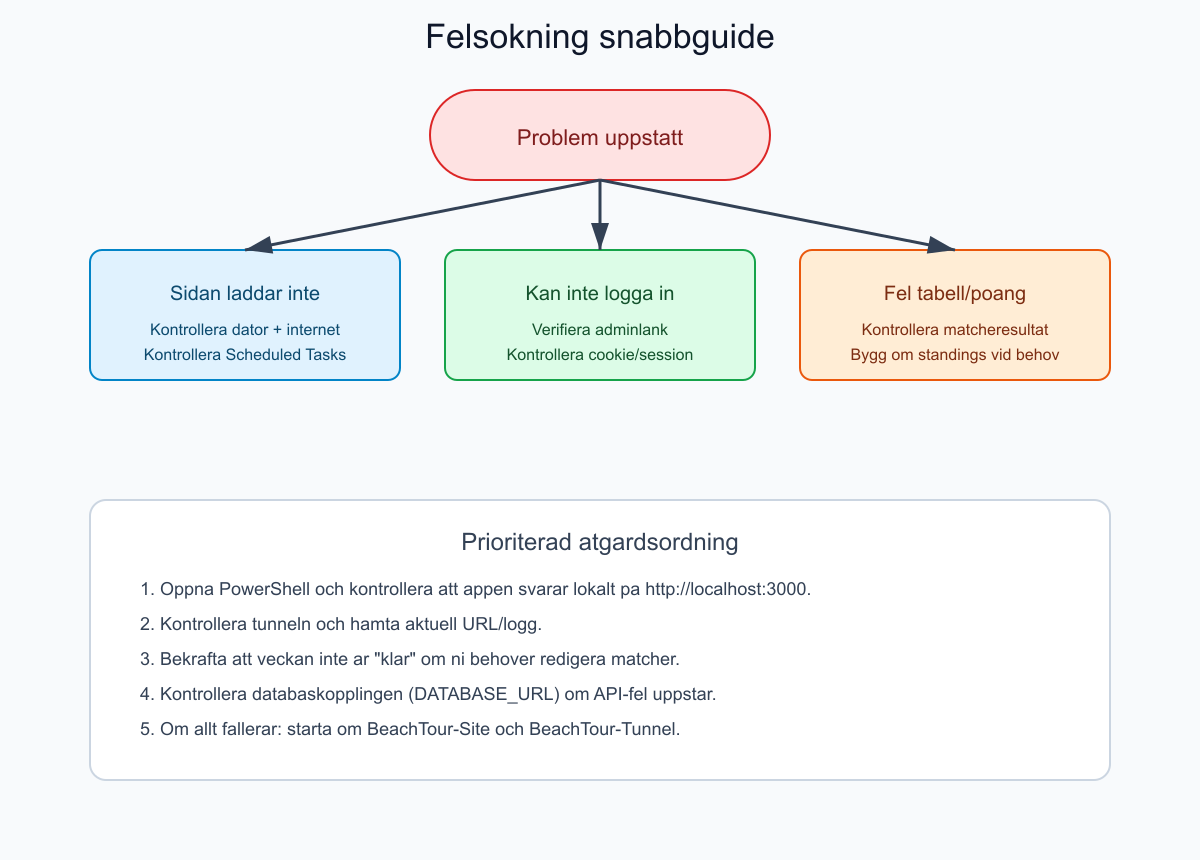 Felsokning snabbguide
Problem uppstatt
Sidan laddar inte
Kontrollera dator + internet
Kontrollera Scheduled Tasks
Kan inte logga in
Verifiera adminlank
Kontrollera cookie/session
Fel tabell/poang
Kontrollera matcheresultat
Bygg om standings vid behov
Prioriterad atgardsordning
1. Oppna PowerShell och kontrollera att appen svarar lokalt pa http://localhost:3000.
2. Kontrollera tunneln och hamta aktuell URL/logg.
3. Bekrafta att veckan inte ar "klar" om ni behover redigera matcher.
4. Kontrollera databaskopplingen (DATABASE_URL) om API-fel uppstar.
5. Om allt fallerar: starta om BeachTour-Site och BeachTour-Tunnel.